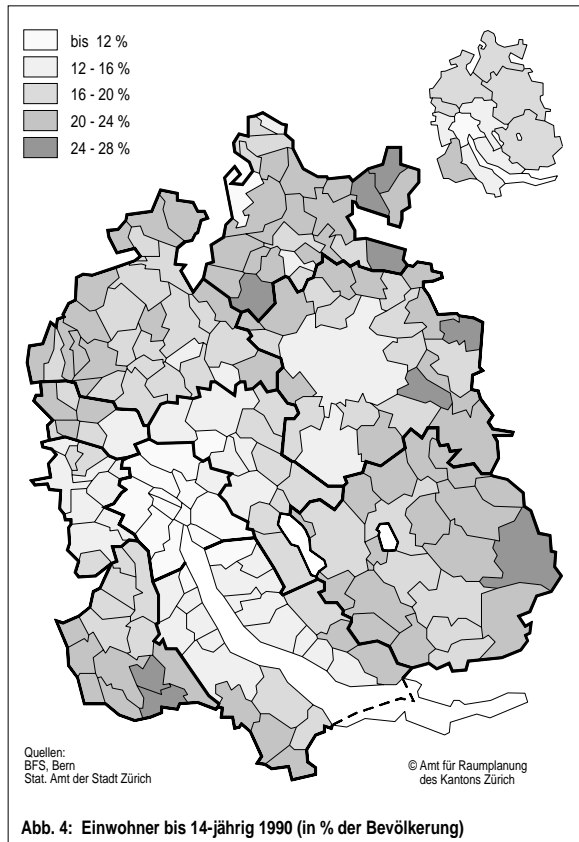 bis 12 %
12 - 16 %
16 - 20 %
20 - 24 %
24 - 28 %
Quellen:
BFS, Bern
Stat. Amt der Stadt Zürich
© Amt für Raumplanung
des Kantons Zürich
Abb. 4: Einwohner bis 14-jährig 1990 (in % der Bevölkerung)